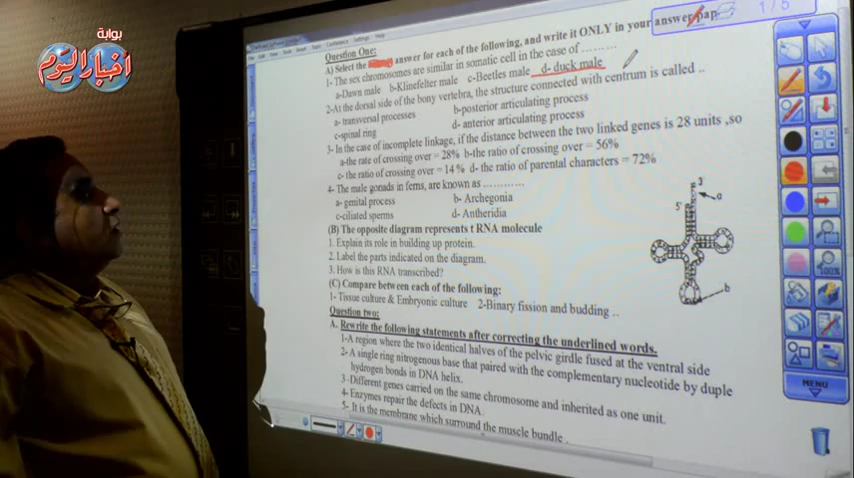 بوابة
أخبار اليوم
Question One:
A) Select the answer for each of the following, and write it ONLY in your answer pap
1- The sex chromosomes are similar in somatic cell in the case of .........
a-Dawn male b-Klinefelter male c-Beetles male d- duck male
2-At the dorsal side of the bony vertebra, the structure connected with centrum is called ..
a- transversal processes b-posterior articulating process
c-spinal ring d- anterior articulating process
3- In the case of incomplete linkage, if the distance between the two linked genes is 28 units ,so
a-the rate of crossing over = 28% b-the ratio of crossing over = 56%
c- the ratio of crossing over = 14 % d- the ratio of parental characters = 72%
4- The male gonads in ferns, are known as ............
a- genital process b- Archegonia
c-ciliated sperms d- Antheridia
(B) The opposite diagram represents t RNA molecule
1. Explain its role in building up protein.
2. Label the parts indicated on the diagram.
3. How is this RNA transcribed?
3'
a
5'
b
(C) Compare between each of the following:
1- Tissue culture & Embryonic culture 2-Binary fission and budding ..
Question two:
A. Rewrite the following statements after correcting the underlined words.
1-A region where the two identical halves of the pelvic girdle fused at the ventral side
2- A single ring nitrogenous base that paired with the complementary nucleotide by duple
hydrogen bonds in DNA helix.
3 -Different genes carried on the same chromosome and inherited as one unit.
4- Enzymes repair the defects in DNA.
5- It is the membrane which surround the muscle bundle .
1 / 5
100%
MENU